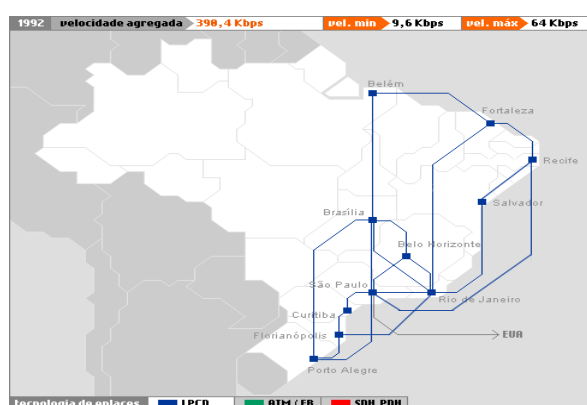 1992 velocidade agregada 398,4 Kbps vel. min 9,6 Kbps vel. máx 64 Kbps
Belém
Fortaleza
Recife
Salvador
Brasília
Belo Horizonte
São Paulo
Rio de Janeiro
Curitiba
Florianópolis
EUA
Porto Alegre
tecnologia de enlaces LPCD ATM / FR SDH, PDH